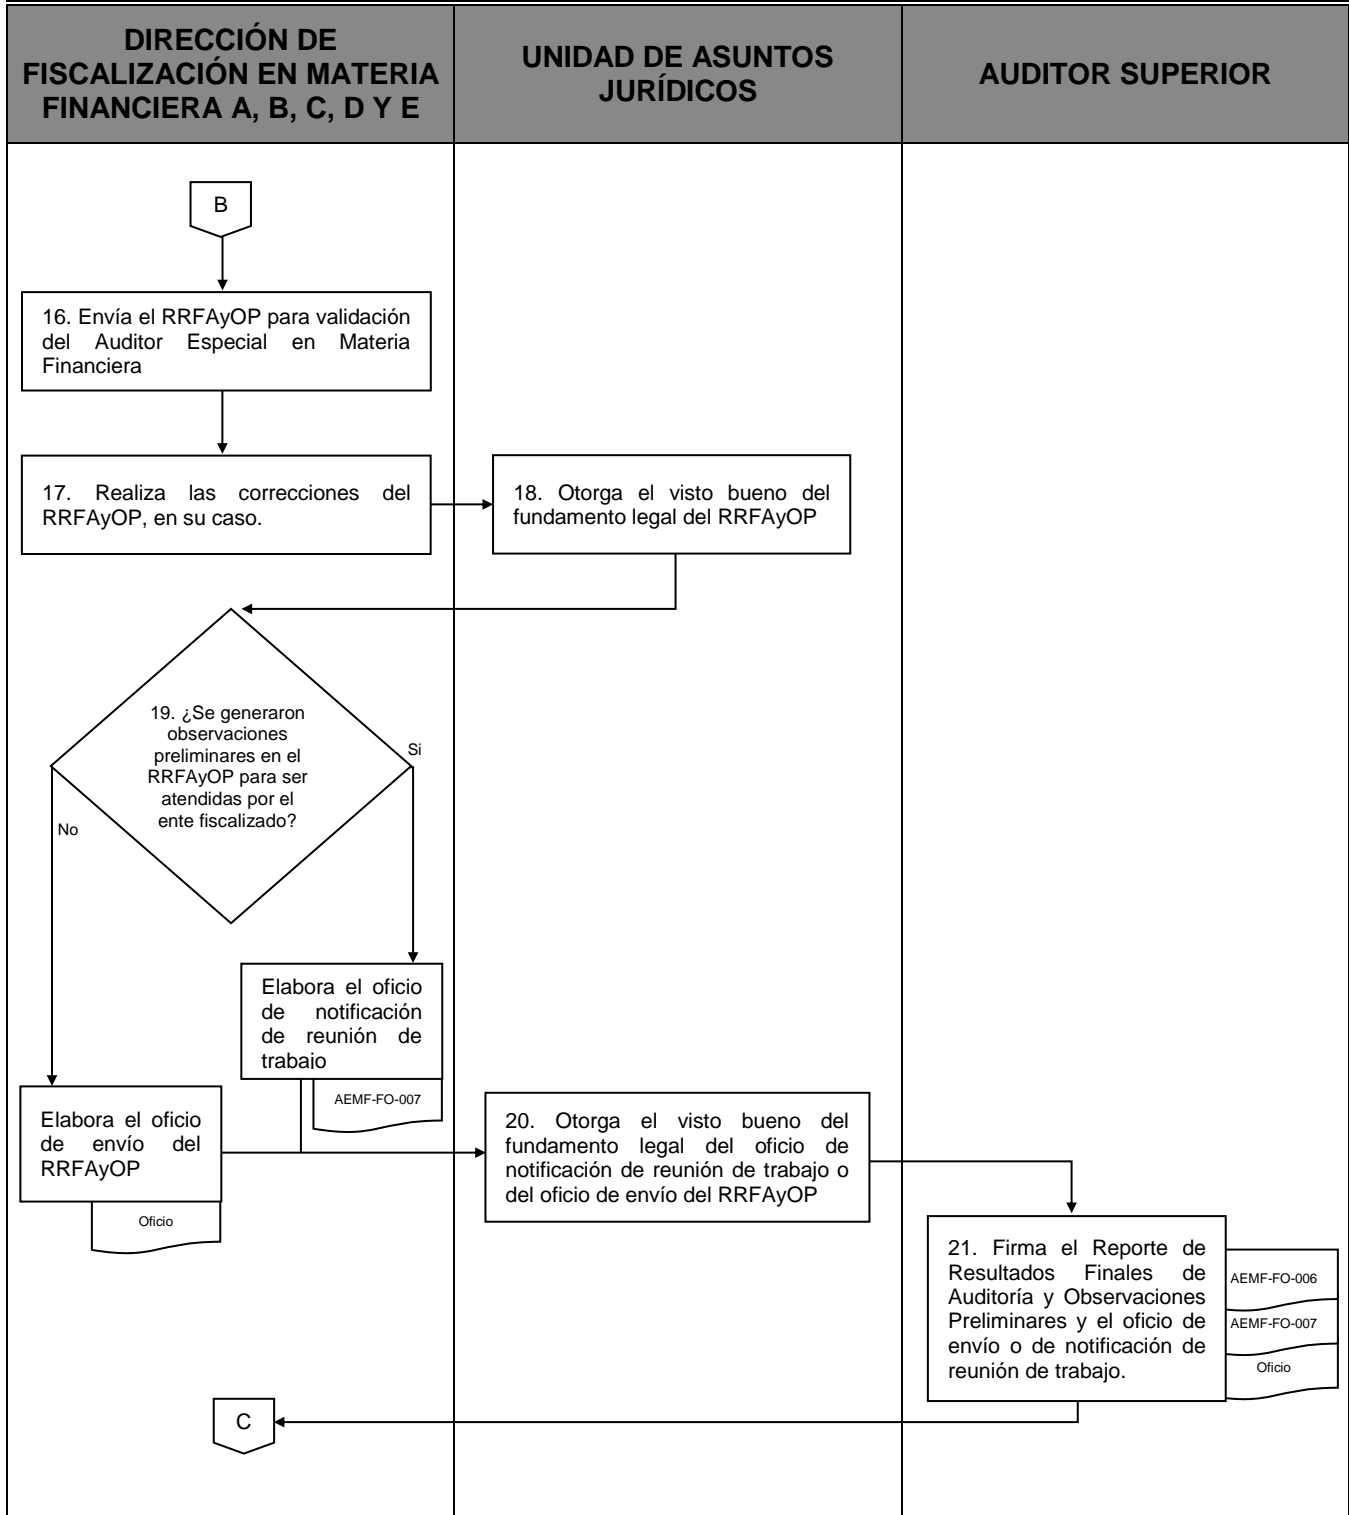 DIRECCIÓN DE
FISCALIZACIÓN EN MATERIA
FINANCIERA A, B, C, D Y E
UNIDAD DE ASUNTOS
JURÍDICOS
AUDITOR SUPERIOR
B
16. Envía el RRFAyOP para validación
del Auditor Especial en Materia
Financiera
17. Realiza las correcciones del
RRFAyOP, en su caso.
18. Otorga el visto bueno del
fundamento legal del RRFAyOP
19. ¿Se generaron
observaciones
preliminares en el
RRFAyOP para ser
atendidas por el
ente fiscalizado?
Si
No
Elabora el oficio
de notificación
de reunión de
trabajo
AEMF-FO-007
Elabora el oficio
de envío del
RRFAyOP
Oficio
20. Otorga el visto bueno del
fundamento legal del oficio de
notificación de reunión de trabajo o
del oficio de envío del RRFAyOP
21. Firma el Reporte de
Resultados Finales de
Auditoría y Observaciones
Preliminares y el oficio de
envío o de notificación de
reunión de trabajo.
AEMF-FO-006
AEMF-FO-007
Oficio
C